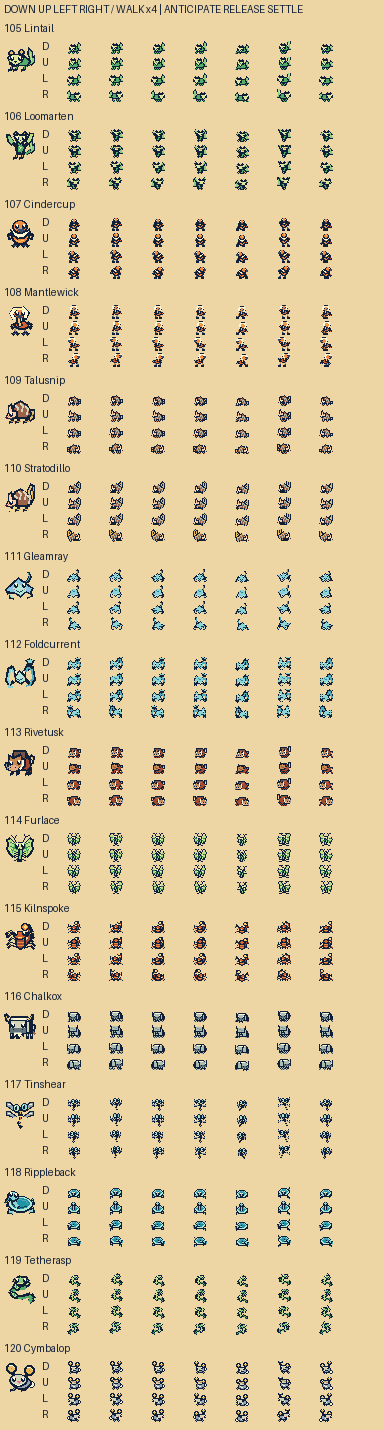 DOWN UP LEFT RIGHT / WALK x4 | ANTICIPATE RELEASE SETTLE
105 Lintail
D
U
L
R
106 Loomarten
D
U
L
R
107 Cindercup
D
U
L
R
108 Mantlewick
D
U
L
R
109 Talusnip
D
U
L
R
110 Stratodillo
D
U
L
R
111 Gleamray
D
U
L
R
112 Foldcurrent
D
U
L
R
113 Rivetusk
D
U
L
R
114 Furlace
D
U
L
R
115 Kilnspoke
D
U
L
R
116 Chalkox
D
U
L
R
117 Tinshear
D
U
L
R
118 Rippleback
D
U
L
R
119 Tetherasp
D
U
L
R
120 Cymbalop
D
U
L
R